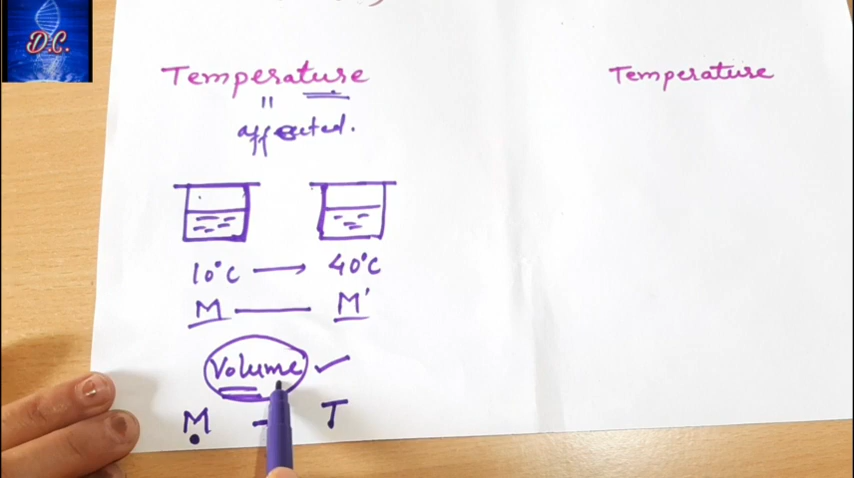 D.C.
Temperature
affected.
10°C → 40°C
M — M'
Volume ✓
M - T
Temperature